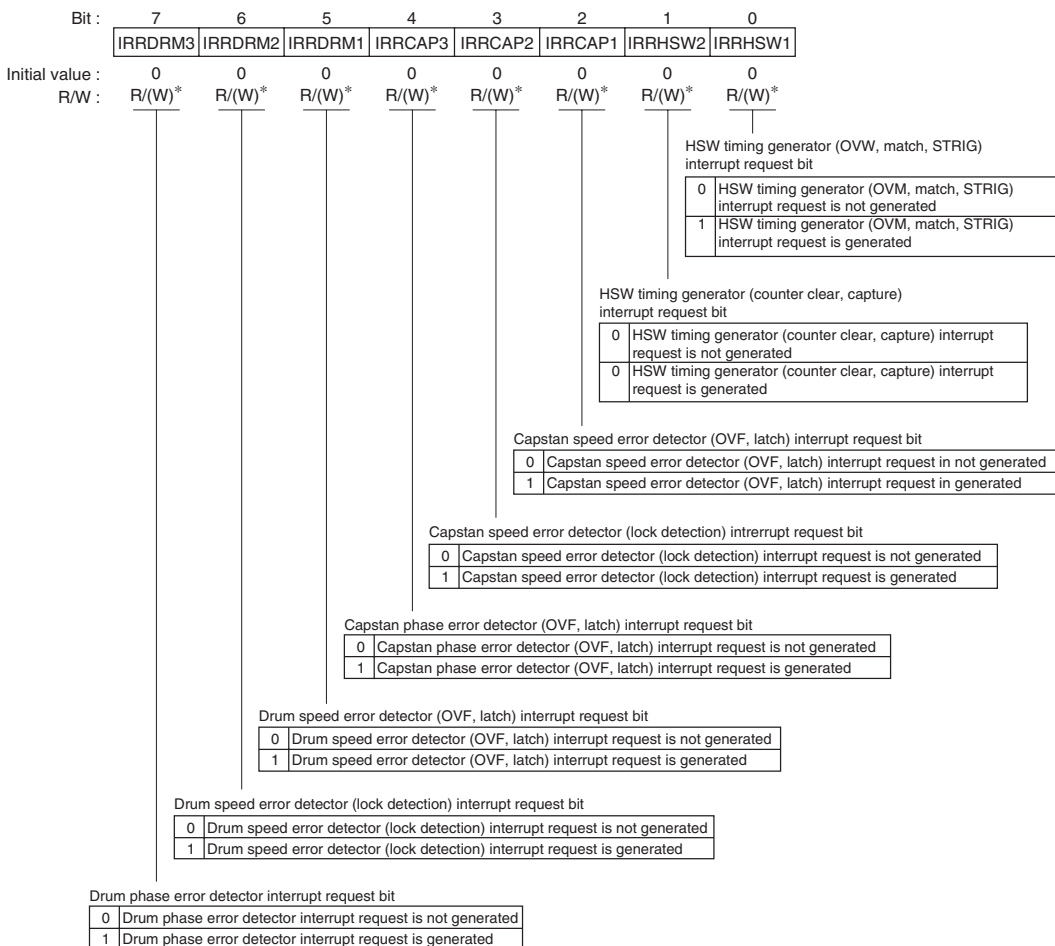 Bit : 7 6 5 4 3 2 1 0
IRRDRM3 IRRDRM2 IRRDRM1 IRRCAP3 IRRCAP2 IRRCAP1 IRRHSW2 IRRHSW1
Initial value : 0 0 0 0 0 0 0 0
R/W : R/(W)* R/(W)* R/(W)* R/(W)* R/(W)* R/(W)* R/(W)* R/(W)*
HSW timing generator (OVW, match, STRIG)
interrupt request bit
0 HSW timing generator (OVM, match, STRIG)
interrupt request is not generated
1 HSW timing generator (OVM, match, STRIG)
interrupt request is generated
HSW timing generator (counter clear, capture)
interrupt request bit
0 HSW timing generator (counter clear, capture) interrupt
request is not generated
0 HSW timing generator (counter clear, capture) interrupt
request is generated
Capstan speed error detector (OVF, latch) interrupt request bit
0 Capstan speed error detector (OVF, latch) interrupt request in not generated
1 Capstan speed error detector (OVF, latch) interrupt request in generated
Capstan speed error detector (lock detection) intrerrupt request bit
0 Capstan speed error detector (lock detection) interrupt request is not generated
1 Capstan speed error detector (lock detection) interrupt request is generated
Capstan phase error detector (OVF, latch) interrupt request bit
0 Capstan phase error detector (OVF, latch) interrupt request is not generated
1 Capstan phase error detector (OVF, latch) interrupt request is generated
Drum speed error detector (OVF, latch) interrupt request bit
0 Drum speed error detector (OVF, latch) interrupt request is not generated
1 Drum speed error detector (OVF, latch) interrupt request is generated
Drum speed error detector (lock detection) interrupt request bit
0 Drum speed error detector (lock detection) interrupt request is not generated
1 Drum speed error detector (lock detection) interrupt request is generated
Drum phase error detector interrupt request bit
0 Drum phase error detector interrupt request is not generated
1 Drum phase error detector interrupt request is generated